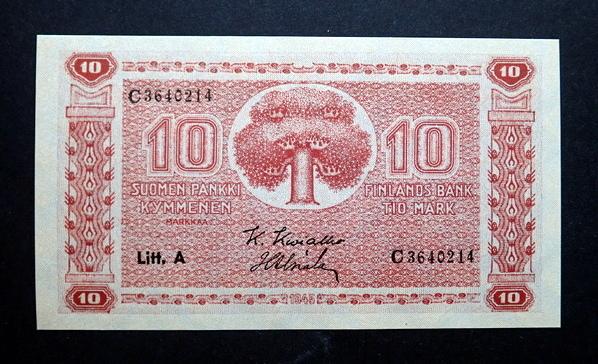 10 10
C3640214
10 10
SUOMEN PANKKI FINLANDS BANK
KYMMENEN TIO MARK
MARKKAA
Litt, A C3640214
10 1945 10